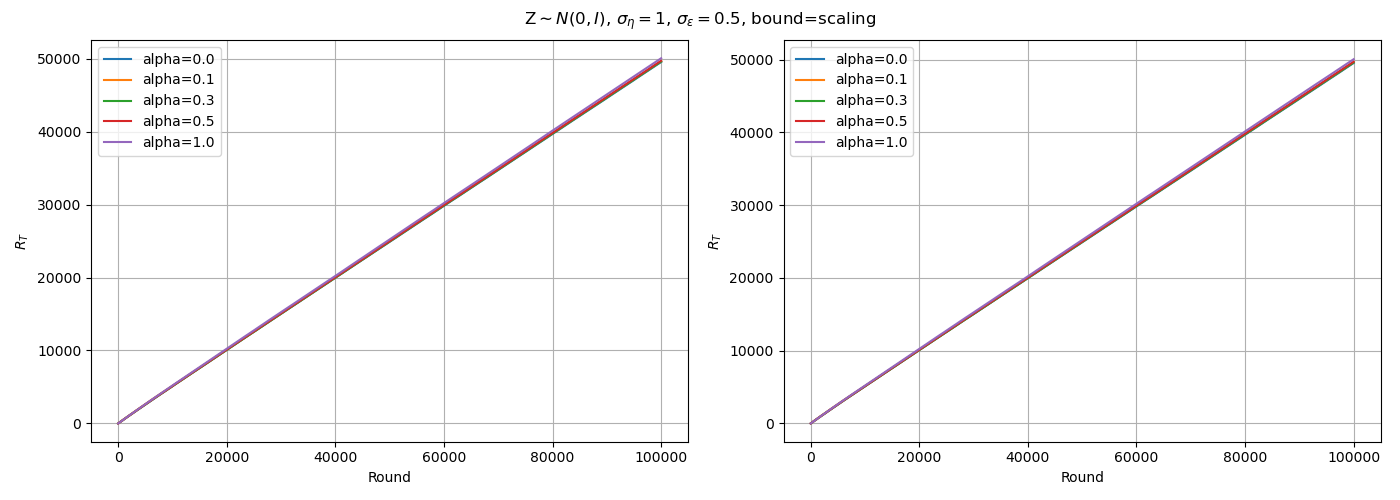 Z ∼ N(0, I), σ_η = 1, σ_ε = 0.5, bound=scaling
alpha=0.0
alpha=0.1
alpha=0.3
alpha=0.5
alpha=1.0
50000
40000
30000
20000
10000
0
R_T
0 20000 40000 60000 80000 100000
Round
alpha=0.0
alpha=0.1
alpha=0.3
alpha=0.5
alpha=1.0
50000
40000
30000
20000
10000
0
R_T
0 20000 40000 60000 80000 100000
Round